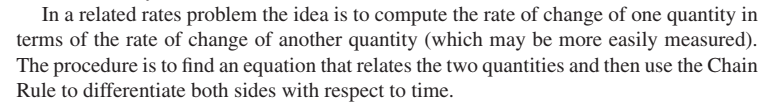 In a related rates problem the idea is to compute the rate of change of one quantity in
terms of the rate of change of another quantity (which may be more easily measured).
The procedure is to find an equation that relates the two quantities and then use the Chain
Rule to differentiate both sides with respect to time.